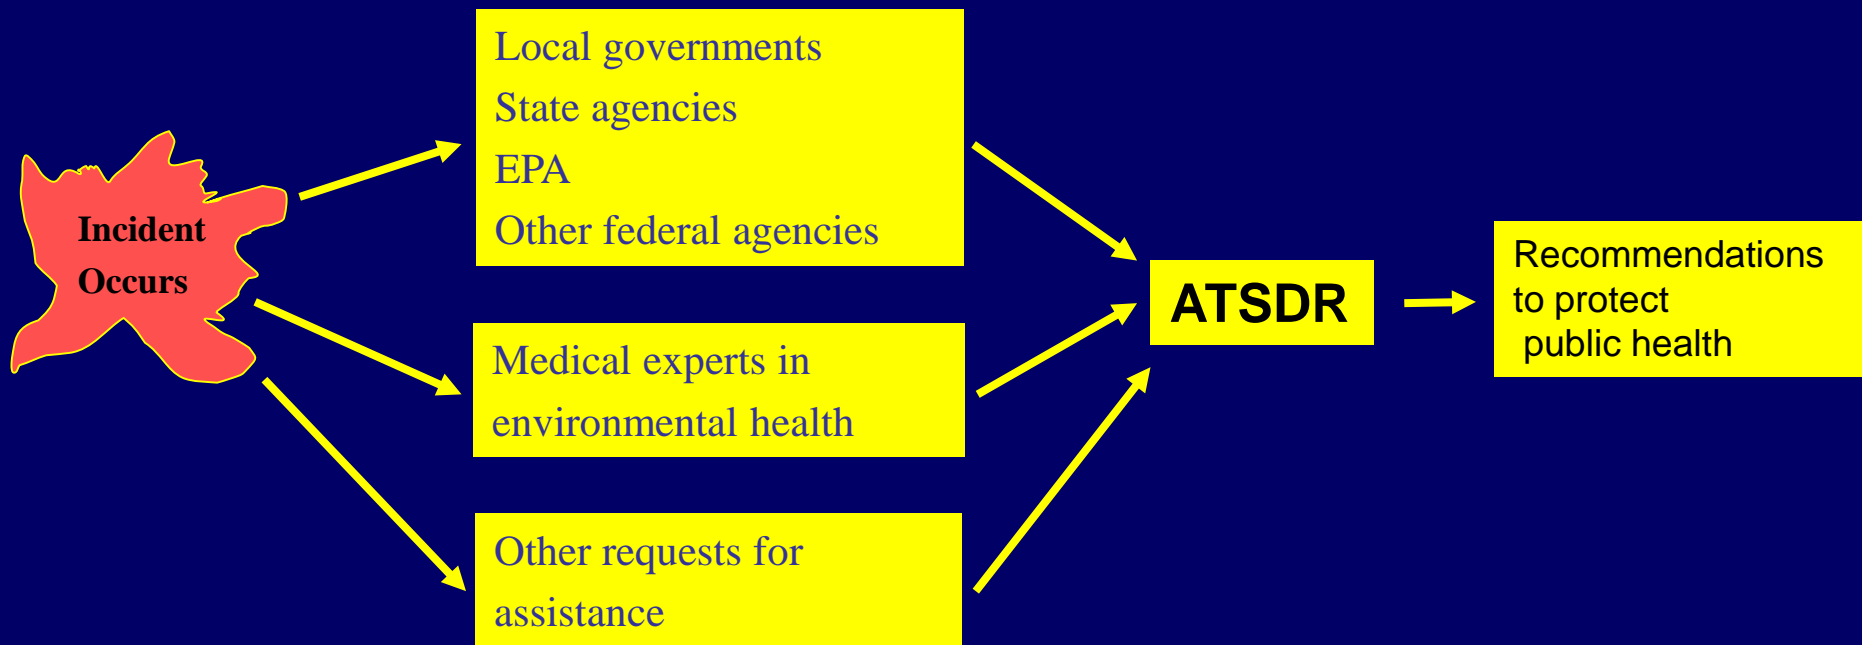 Incident
Occurs
Local governments
State agencies
EPA
Other federal agencies
Medical experts in
environmental health
Other requests for
assistance
ATSDR
Recommendations
to protect
public health